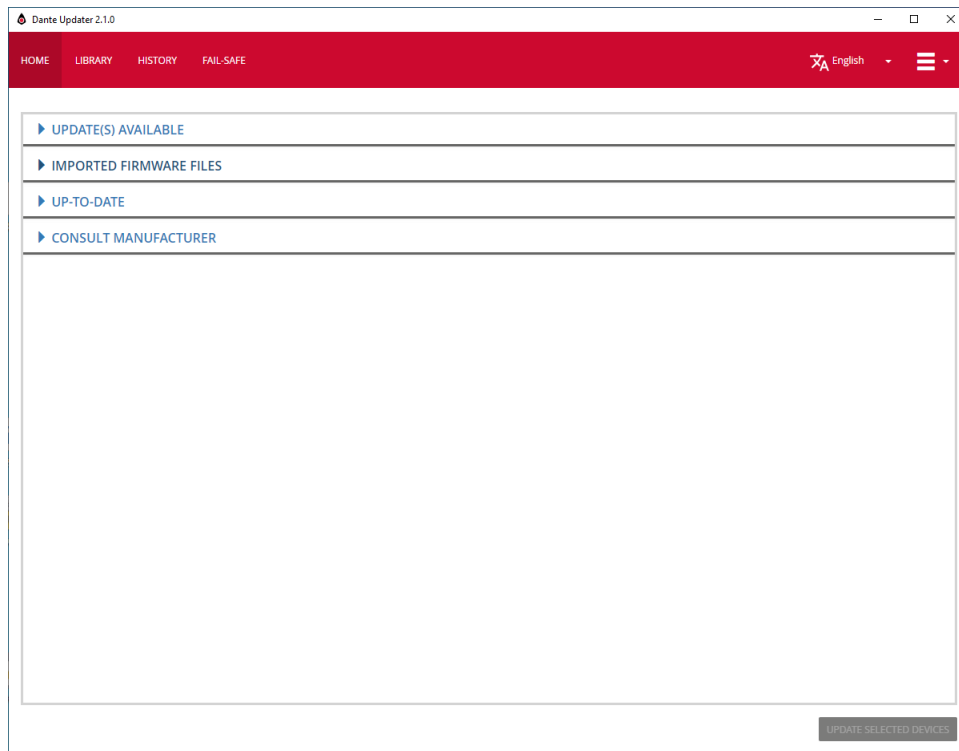 Dante Updater 2.1.0
HOME LIBRARY HISTORY FAIL-SAFE English
UPDATE(S) AVAILABLE
IMPORTED FIRMWARE FILES
UP-TO-DATE
CONSULT MANUFACTURER
UPDATE SELECTED DEVICES